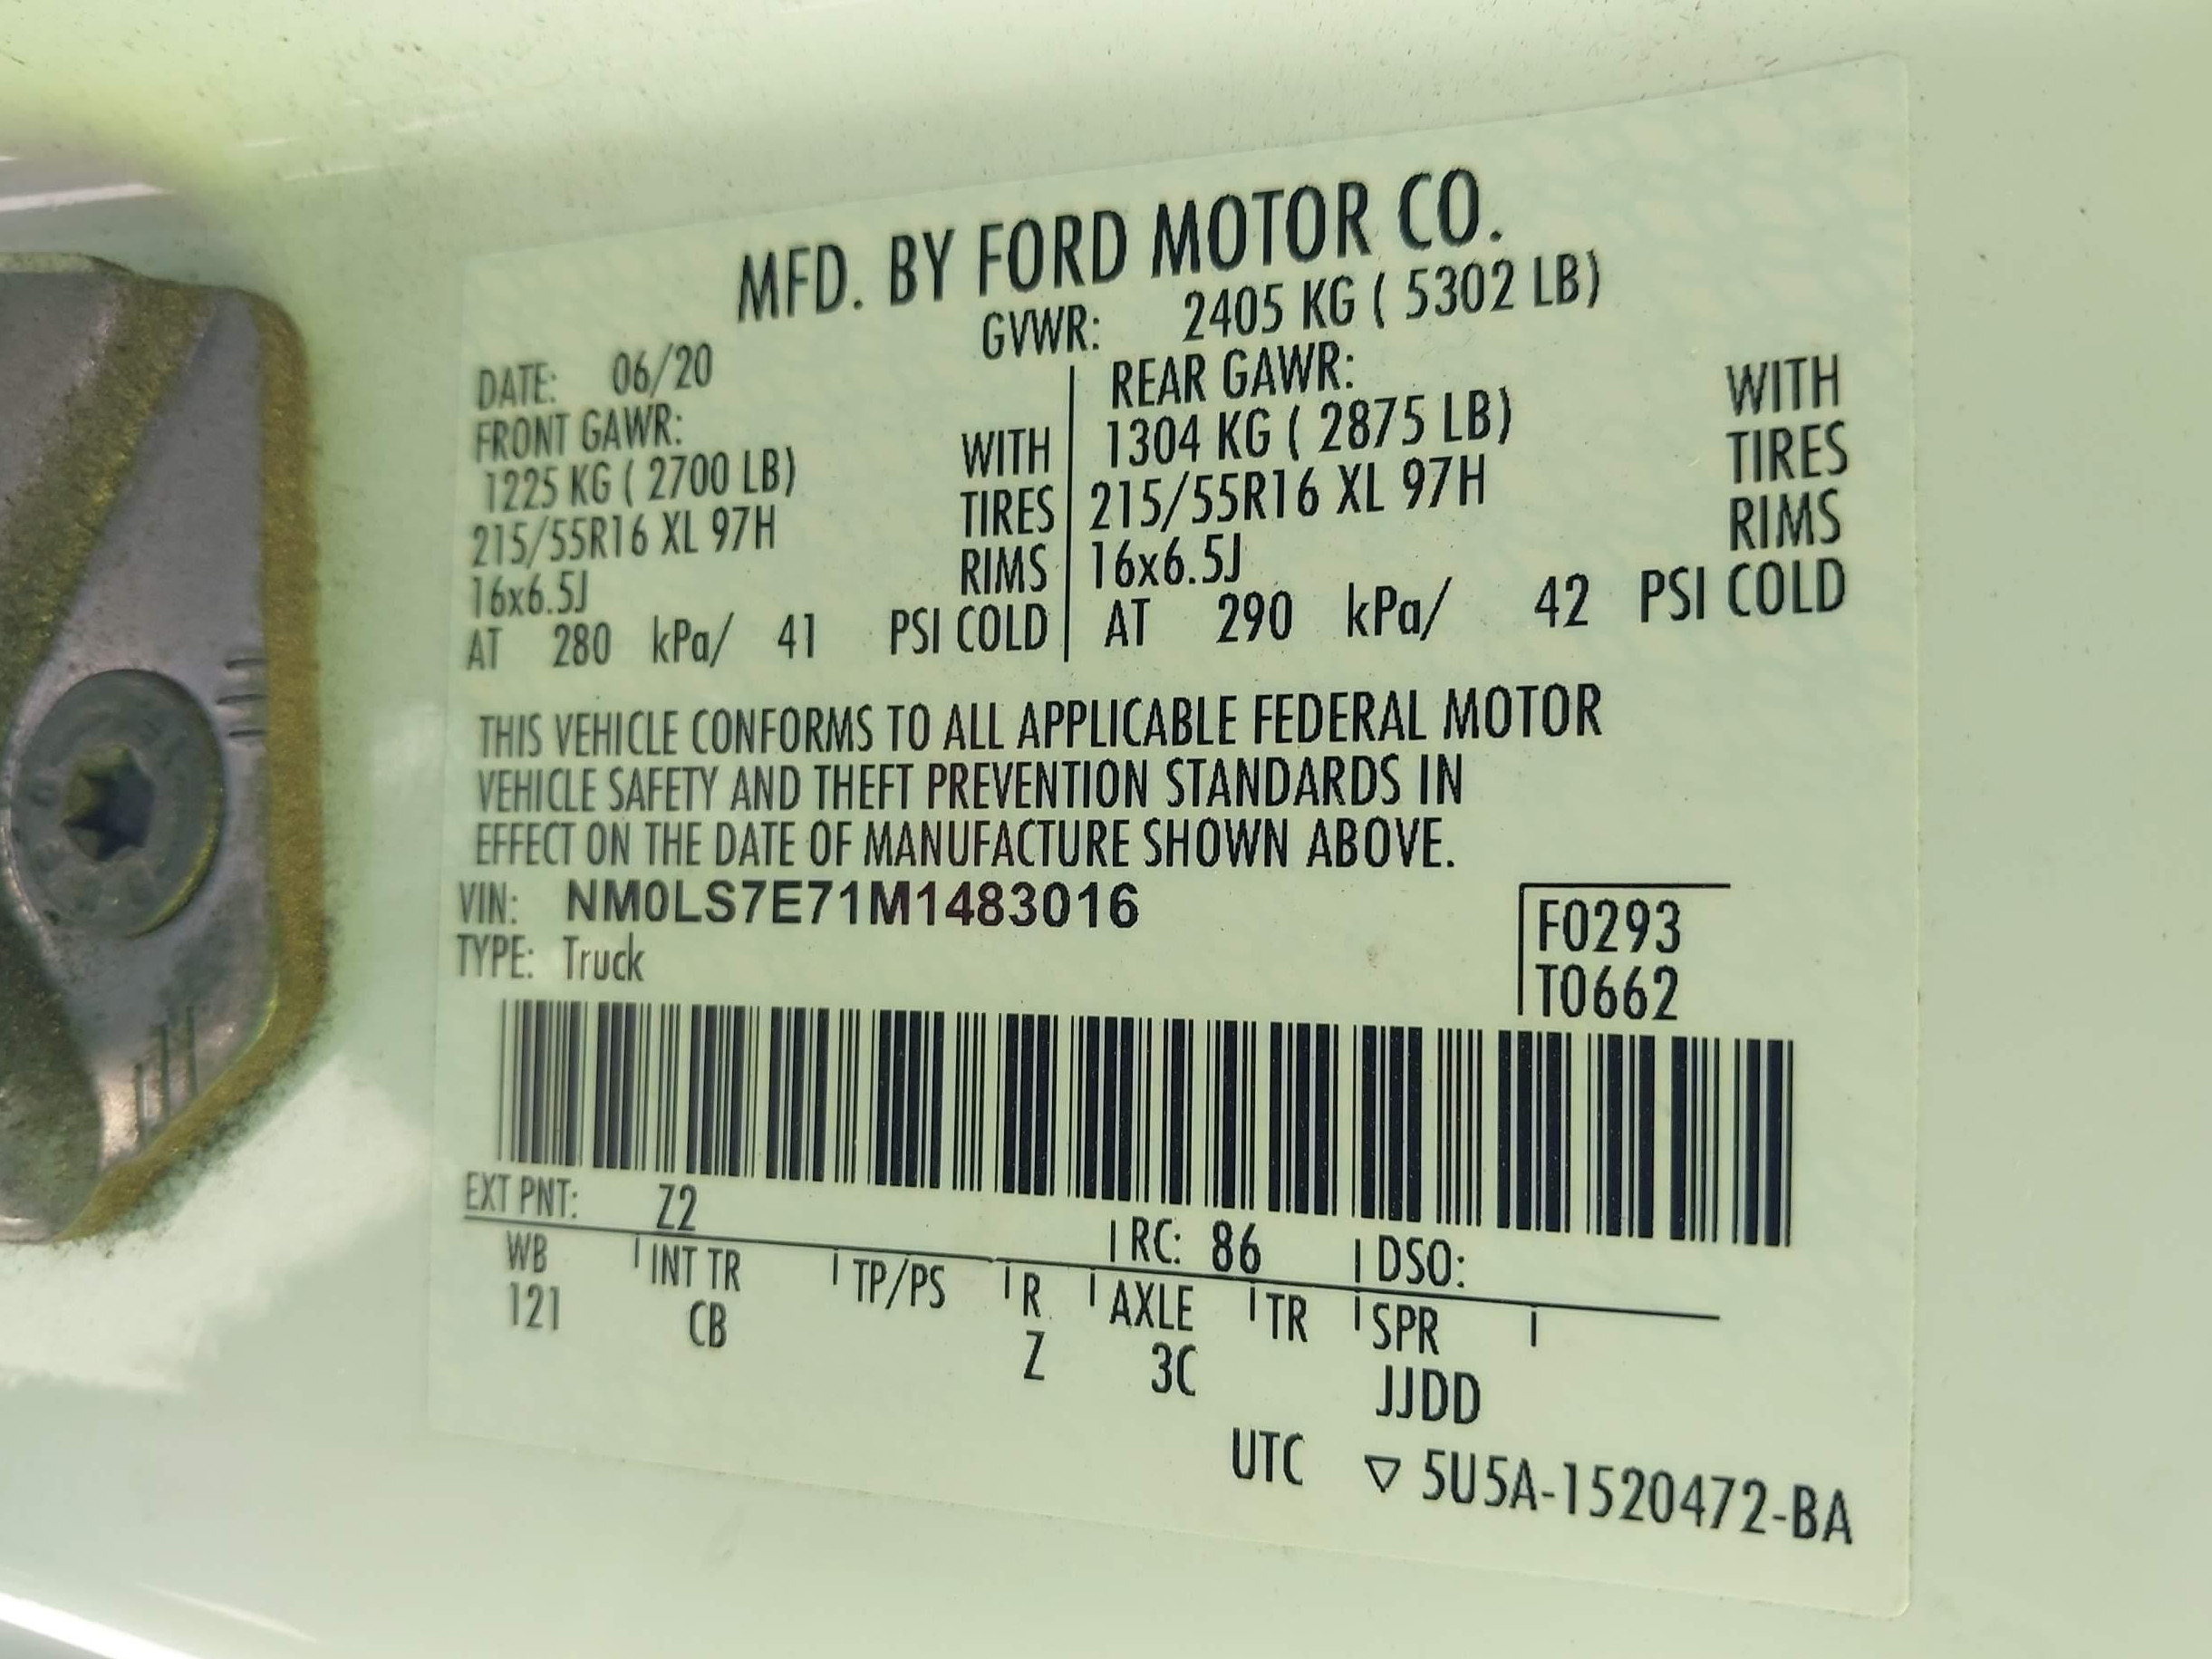 MFD. BY FORD MOTOR CO.
DATE: 06/20 GVWR: 2405 KG ( 5302 LB)
FRONT GAWR: REAR GAWR:
1225 KG ( 2700 LB) WITH 1304 KG ( 2875 LB) WITH
215/55R16 XL 97H TIRES 215/55R16 XL 97H TIRES
16x6.5J RIMS 16x6.5J RIMS
AT 280 kPa/ 41 PSI COLD AT 290 kPa/ 42 PSI COLD
THIS VEHICLE CONFORMS TO ALL APPLICABLE FEDERAL MOTOR
VEHICLE SAFETY AND THEFT PREVENTION STANDARDS IN
EFFECT ON THE DATE OF MANUFACTURE SHOWN ABOVE.
VIN: NM0LS7E71M1483016 F0293
TYPE: Truck T0662
EXT PNT: Z2 RC: 86 DSO:
WB INT TR TP/PS R AXLE TR SPR
121 CB Z 3C JJDD
UTC ▽ 5U5A-1520472-BA